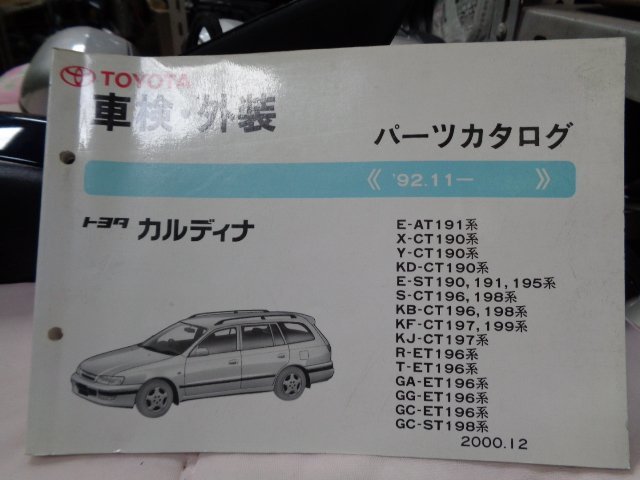 TOYOTA
車検・外装
パーツカタログ
《 '92.11— 》
トヨタ カルディナ
E-AT191系
X-CT190系
Y-CT190系
KD-CT190系
E-ST190, 191, 195系
S-CT196, 198系
KB-CT196, 198系
KF-CT197, 199系
KJ-CT197系
R-ET196系
T-ET196系
GA-ET196系
GG-ET196系
GC-ET196系
GC-ST198系
2000.12